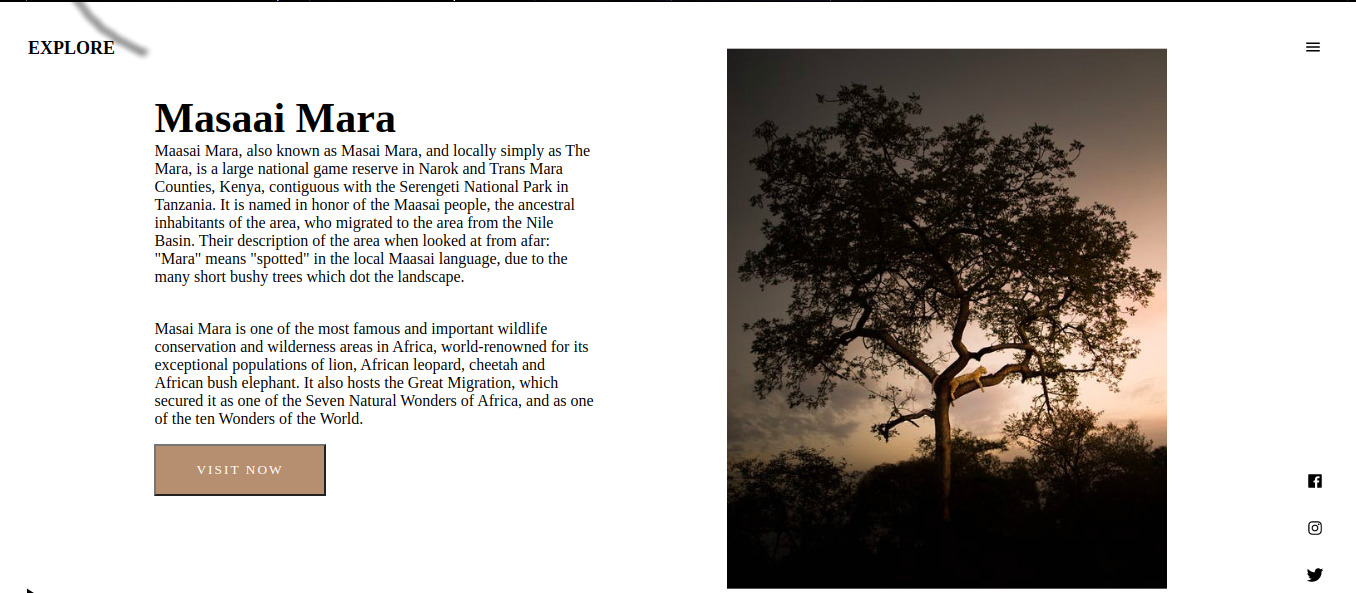 EXPLORE
Masaai Mara
Maasai Mara, also known as Masai Mara, and locally simply as The
Mara, is a large national game reserve in Narok and Trans Mara
Counties, Kenya, contiguous with the Serengeti National Park in
Tanzania. It is named in honor of the Maasai people, the ancestral
inhabitants of the area, who migrated to the area from the Nile
Basin. Their description of the area when looked at from afar:
"Mara" means "spotted" in the local Maasai language, due to the
many short bushy trees which dot the landscape.
Masai Mara is one of the most famous and important wildlife
conservation and wilderness areas in Africa, world-renowned for its
exceptional populations of lion, African leopard, cheetah and
African bush elephant. It also hosts the Great Migration, which
secured it as one of the Seven Natural Wonders of Africa, and as one
of the ten Wonders of the World.
VISIT NOW